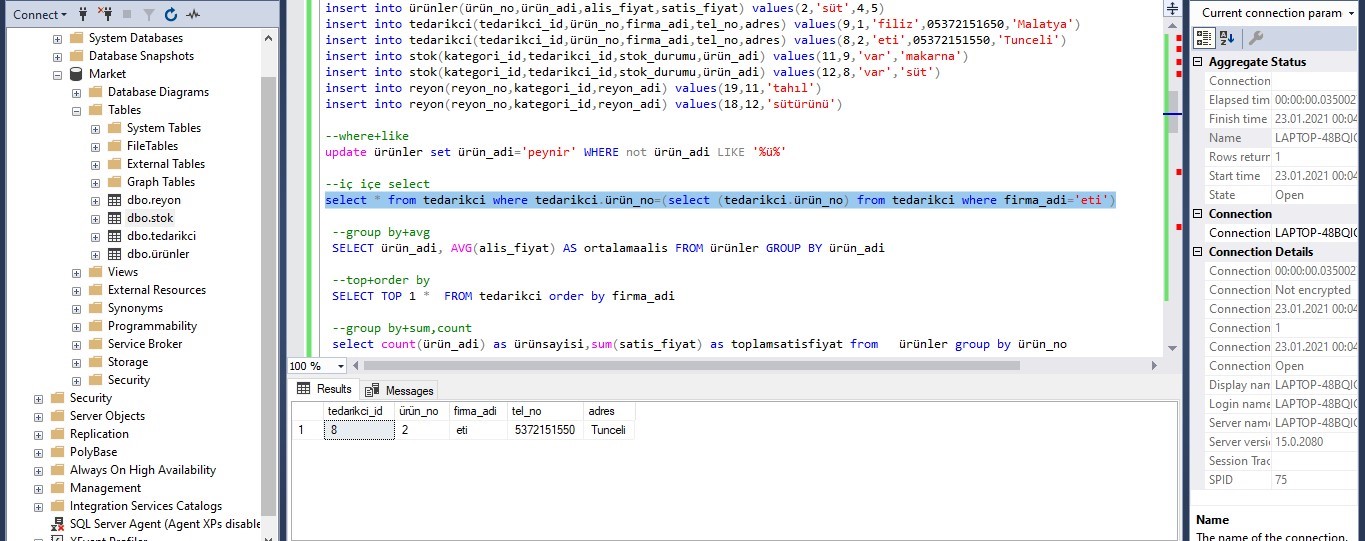 Connect
System Databases
Database Snapshots
Market
Database Diagrams
Tables
System Tables
FileTables
External Tables
Graph Tables
dbo.reyon
dbo.stok
dbo.tedarikci
dbo.ürünler
Views
External Resources
Synonyms
Programmability
Service Broker
Storage
Security
Security
Server Objects
Replication
PolyBase
Always On High Availability
Management
Integration Services Catalogs
SQL Server Agent (Agent XPs disable
XEvent Profiler
insert into ürünler(ürün_no,ürün_adi,alis_fiyat,satis_fiyat) values(2,'süt',4,5)
insert into tedarikci(tedarikci_id,ürün_no,firma_adi,tel_no,adres) values(9,1,'filiz',05372151650,'Malatya')
insert into tedarikci(tedarikci_id,ürün_no,firma_adi,tel_no,adres) values(8,2,'eti',05372151550,'Tunceli')
insert into stok(kategori_id,tedarikci_id,stok_durumu,ürün_adi) values(11,9,'var','makarna')
insert into stok(kategori_id,tedarikci_id,stok_durumu,ürün_adi) values(12,8,'var','süt')
insert into reyon(reyon_no,kategori_id,reyon_adi) values(19,11,'tahıl')
insert into reyon(reyon_no,kategori_id,reyon_adi) values(18,12,'sütürünü')
--where+like
update ürünler set ürün_adi='peynir' WHERE not ürün_adi LIKE '%ü%'
--iç içe select
select * from tedarikci where tedarikci.ürün_no=(select (tedarikci.ürün_no) from tedarikci where firma_adi='eti')
--group by+avg
SELECT ürün_adi, AVG(alis_fiyat) AS ortalamaalis FROM ürünler GROUP BY ürün_adi
--top+order by
SELECT TOP 1 *  FROM tedarikci order by firma_adi
--group by+sum,count
select count(ürün_adi) as ürünsayisi,sum(satis_fiyat) as toplamsatisfiyat from   ürünler group by ürün_no
100 %
Results Messages
tedarikci_id ürün_no firma_adi tel_no adres
1 8 2 eti 5372151550 Tunceli
Current connection param
Aggregate Status
Connection
Elapsed tim 00:00:00.035002
Finish time 23.01.2021 00:04
Name LAPTOP-48BQIC
Rows return 1
Start time 23.01.2021 00:04
State Open
Connection
Connection LAPTOP-48BQIC
Connection Details
Connection 00:00:00.035002
Connection Not encrypted
Connection 23.01.2021 00:04
Connection 1
Connection 23.01.2021 00:04
Connection Open
Display nam LAPTOP-48BQIC
Login name LAPTOP-48BQIC
Server nam LAPTOP-48BQIC
Server versi 15.0.2080
Session Trac
SPID 75
Name
The name of the connection.